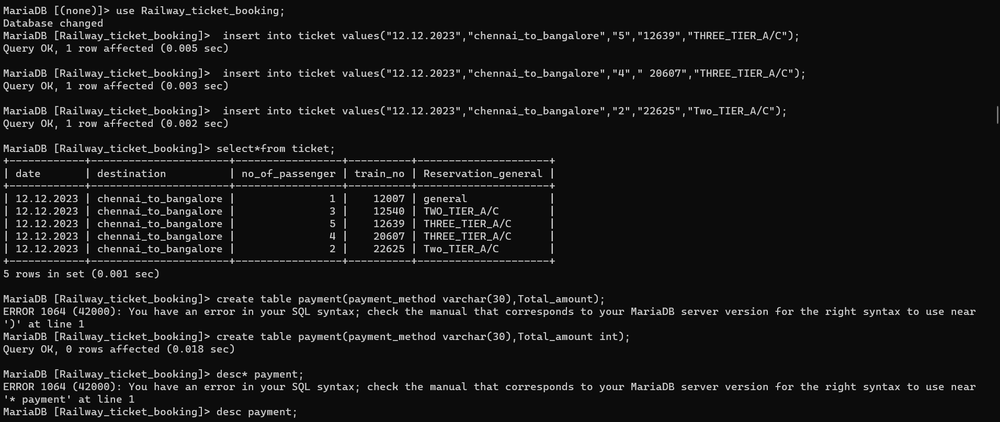 MariaDB [(none)]> use Railway_ticket_booking;
Database changed
MariaDB [Railway_ticket_booking]>  insert into ticket values("12.12.2023","chennai_to_bangalore","5","12639","THREE_TIER_A/C");
Query OK, 1 row affected (0.005 sec)

MariaDB [Railway_ticket_booking]>  insert into ticket values("12.12.2023","chennai_to_bangalore","4"," 20607","THREE_TIER_A/C");
Query OK, 1 row affected (0.003 sec)

MariaDB [Railway_ticket_booking]>  insert into ticket values("12.12.2023","chennai_to_bangalore","2","22625","Two_TIER_A/C");
Query OK, 1 row affected (0.002 sec)

MariaDB [Railway_ticket_booking]> select*from ticket;
+------------+----------------------+-----------------+----------+---------------------+
| date       | destination          | no_of_passenger | train_no | Reservation_general |
+------------+----------------------+-----------------+----------+---------------------+
| 12.12.2023 | chennai_to_bangalore |               1 |    12007 | general             |
| 12.12.2023 | chennai_to_bangalore |               3 |    12540 | TWO_TIER_A/C        |
| 12.12.2023 | chennai_to_bangalore |               5 |    12639 | THREE_TIER_A/C      |
| 12.12.2023 | chennai_to_bangalore |               4 |    20607 | THREE_TIER_A/C      |
| 12.12.2023 | chennai_to_bangalore |               2 |    22625 | Two_TIER_A/C        |
+------------+----------------------+-----------------+----------+---------------------+
5 rows in set (0.001 sec)

MariaDB [Railway_ticket_booking]> create table payment(payment_method varchar(30),Total_amount);
ERROR 1064 (42000): You have an error in your SQL syntax; check the manual that corresponds to your MariaDB server version for the right syntax to use near
')' at line 1
MariaDB [Railway_ticket_booking]> create table payment(payment_method varchar(30),Total_amount int);
Query OK, 0 rows affected (0.018 sec)

MariaDB [Railway_ticket_booking]> desc* payment;
ERROR 1064 (42000): You have an error in your SQL syntax; check the manual that corresponds to your MariaDB server version for the right syntax to use near
'* payment' at line 1
MariaDB [Railway_ticket_booking]> desc payment;